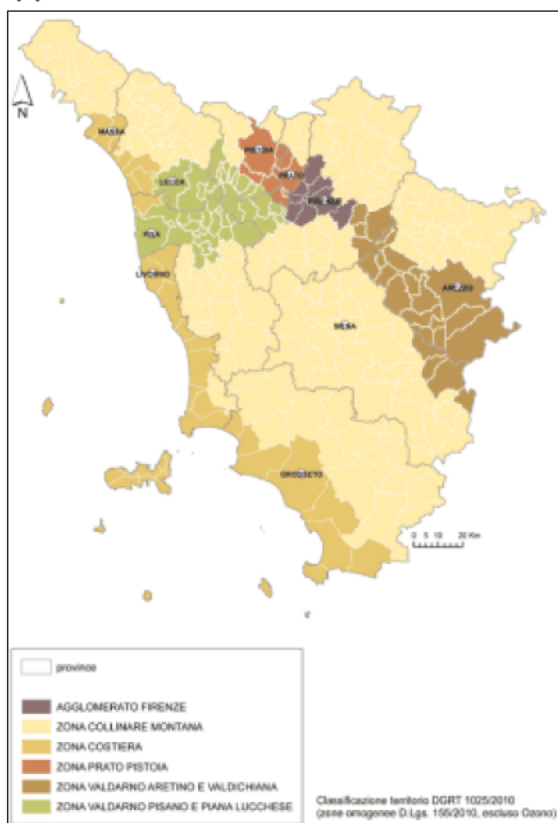 N
MASSA
PISTOIA
PRATO
LUCCA
FIRENZE
PISA
LIVORNO
AREZZO
SIENA
GROSSETO
0 5 10 20 Km
province
AGGLOMERATO FIRENZE
ZONA COLLINARE MONTANA
ZONA COSTIERA
ZONA PRATO PISTOIA
ZONA VALDARNO ARETINO E VALDICHIANA
ZONA VALDARNO PISANO E PIANA LUCCHESE
Classificazione territorio DGRT 1025/2010
(zone omogenee D.Lgs. 155/2010, escluso Ozono)